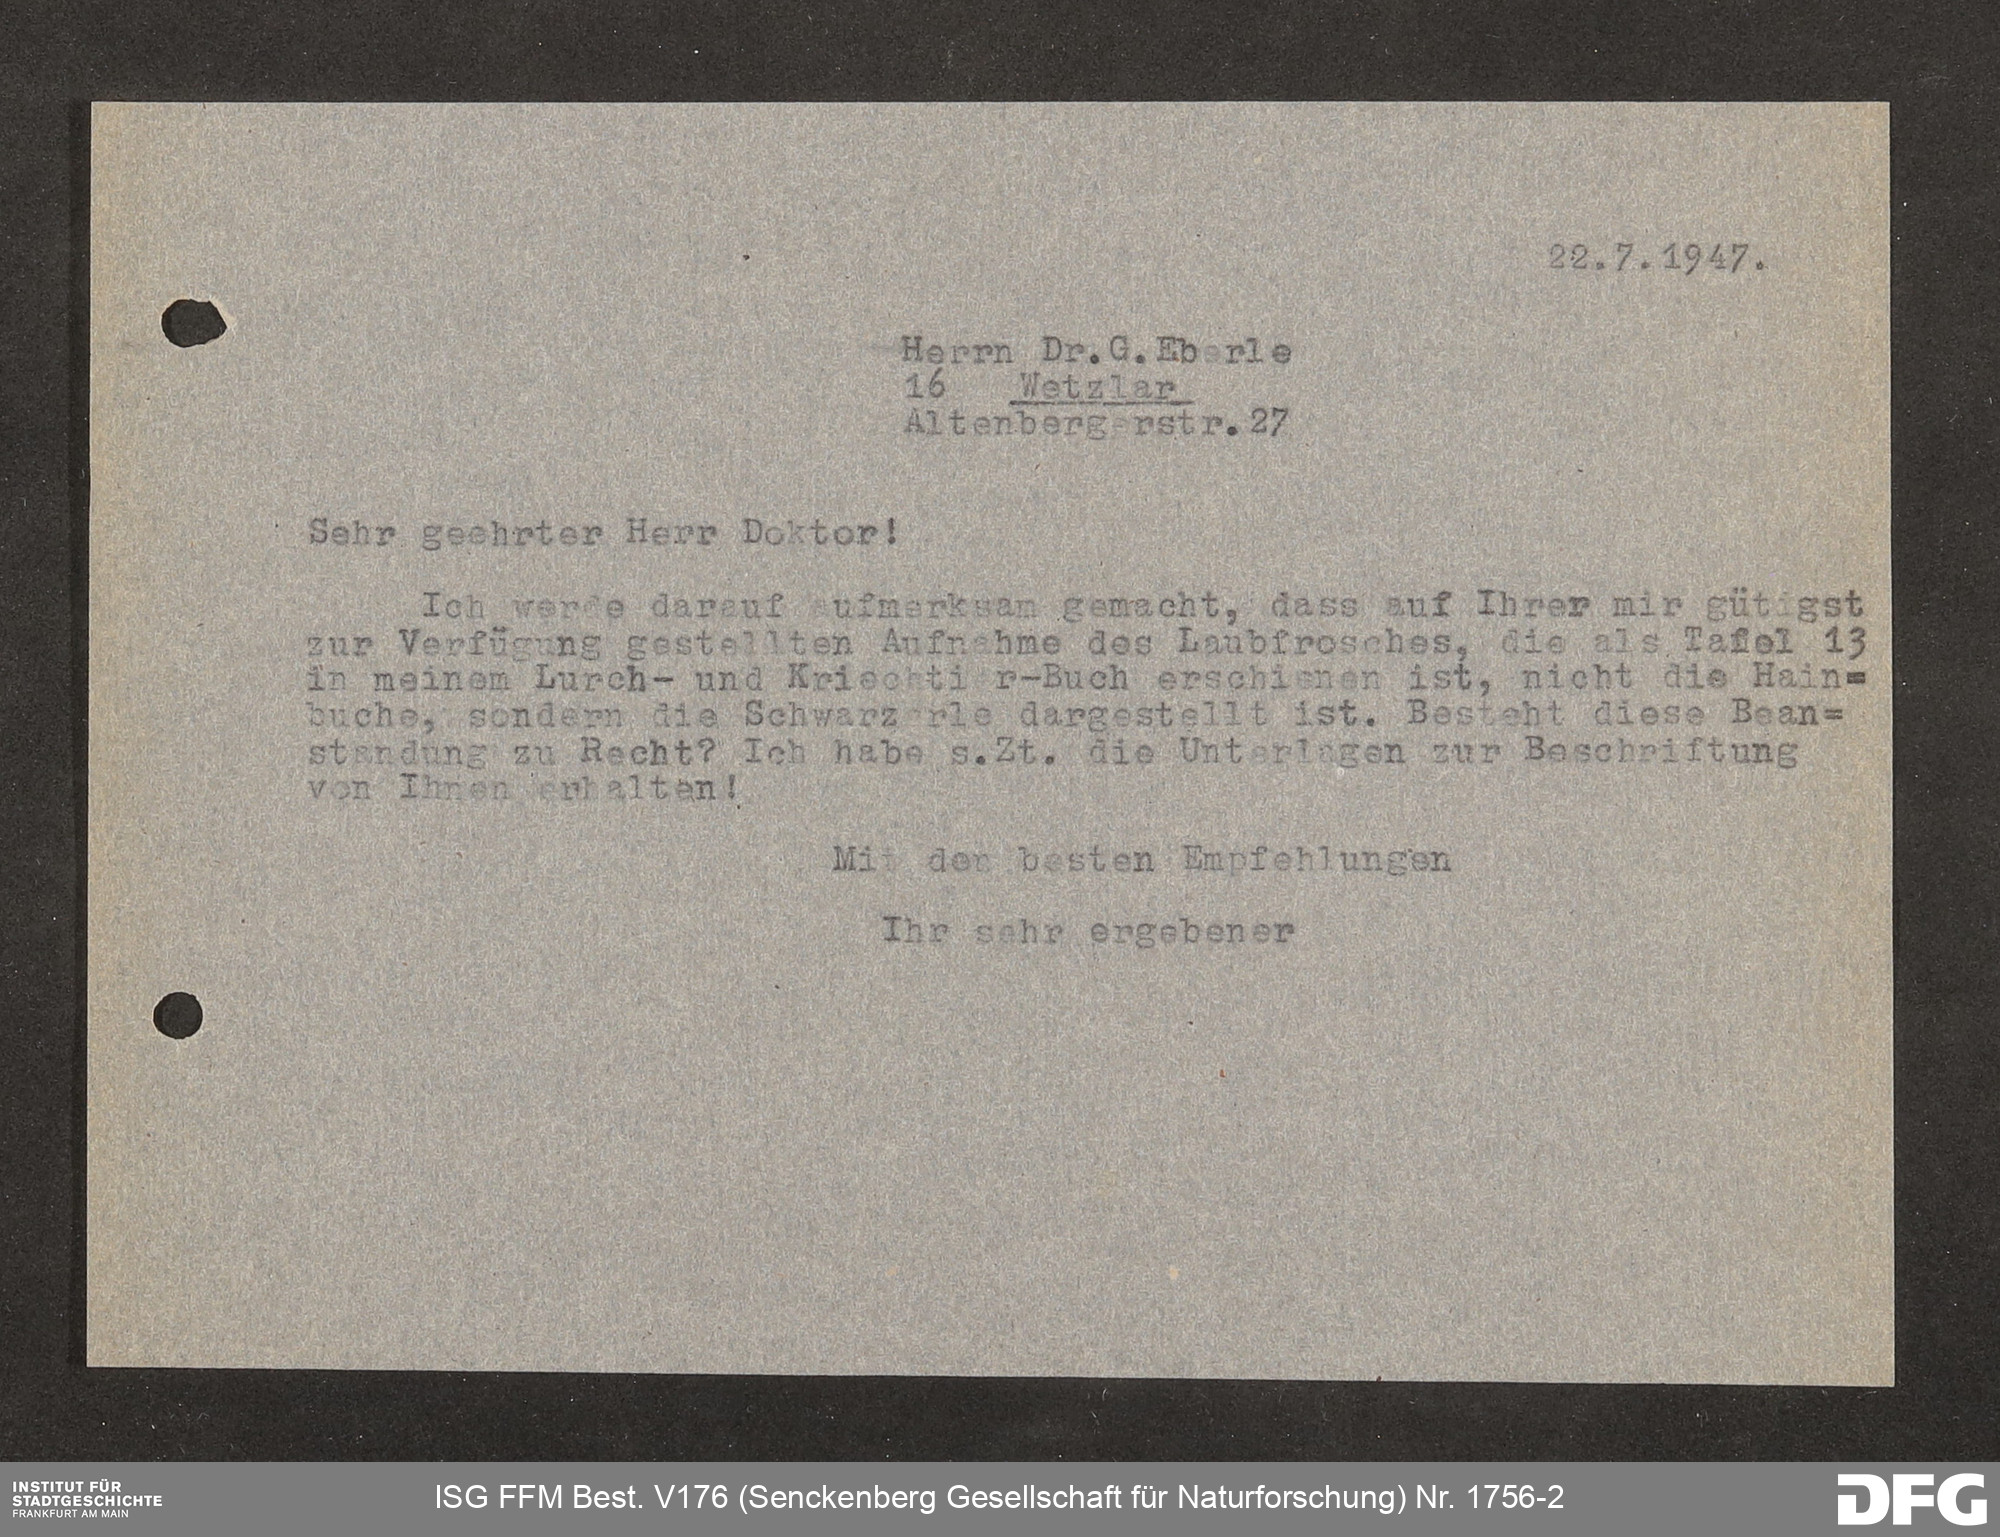 22.7.1947.
Herrn Dr.G.Eberle
16 Wetzlar
Altenbergerstr.27
Sehr geehrter Herr Doktor!
Ich werde darauf aufmerksam gemacht, dass auf Ihrer mir gütigst
zur Verfügung gestellten Aufnahme des Laubfrosches, die als Tafel 13
in meinem Lurch- und Kriechtier-Buch erschienen ist, nicht die Hain=
buche, sondern die Schwarzerle dargestellt ist. Besteht diese Bean=
standung zu Recht? Ich habe s.Zt. die Unterlagen zur Beschriftung
von Ihnen erhalten!
Mit den besten Empfehlungen
Ihr sehr ergebener
INSTITUT FÜR
STADTGESCHICHTE
FRANKFURT AM MAIN
ISG FFM Best. V176 (Senckenberg Gesellschaft für Naturforschung) Nr. 1756-2
DFG